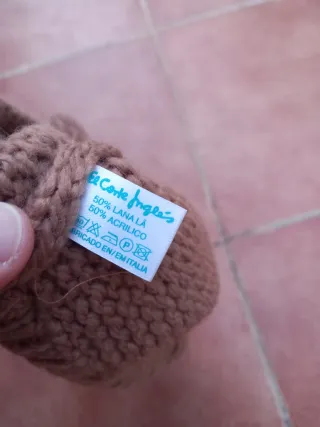 El Corte Inglés
50% LANA LÃ
50% ACRILICO
FABRICADO EN/EM ITALIA